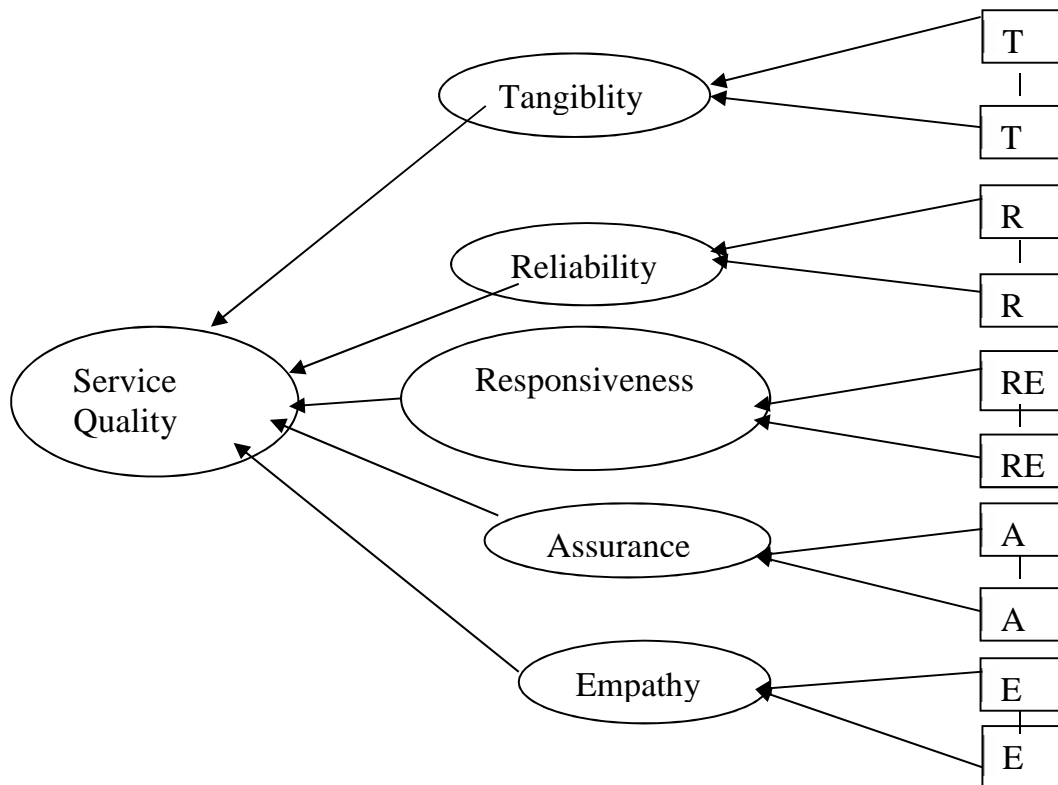 T
Tangiblity
T
R
Reliability
R
Service
Quality
Responsiveness
RE
RE
A
Assurance
A
Empathy
E
E